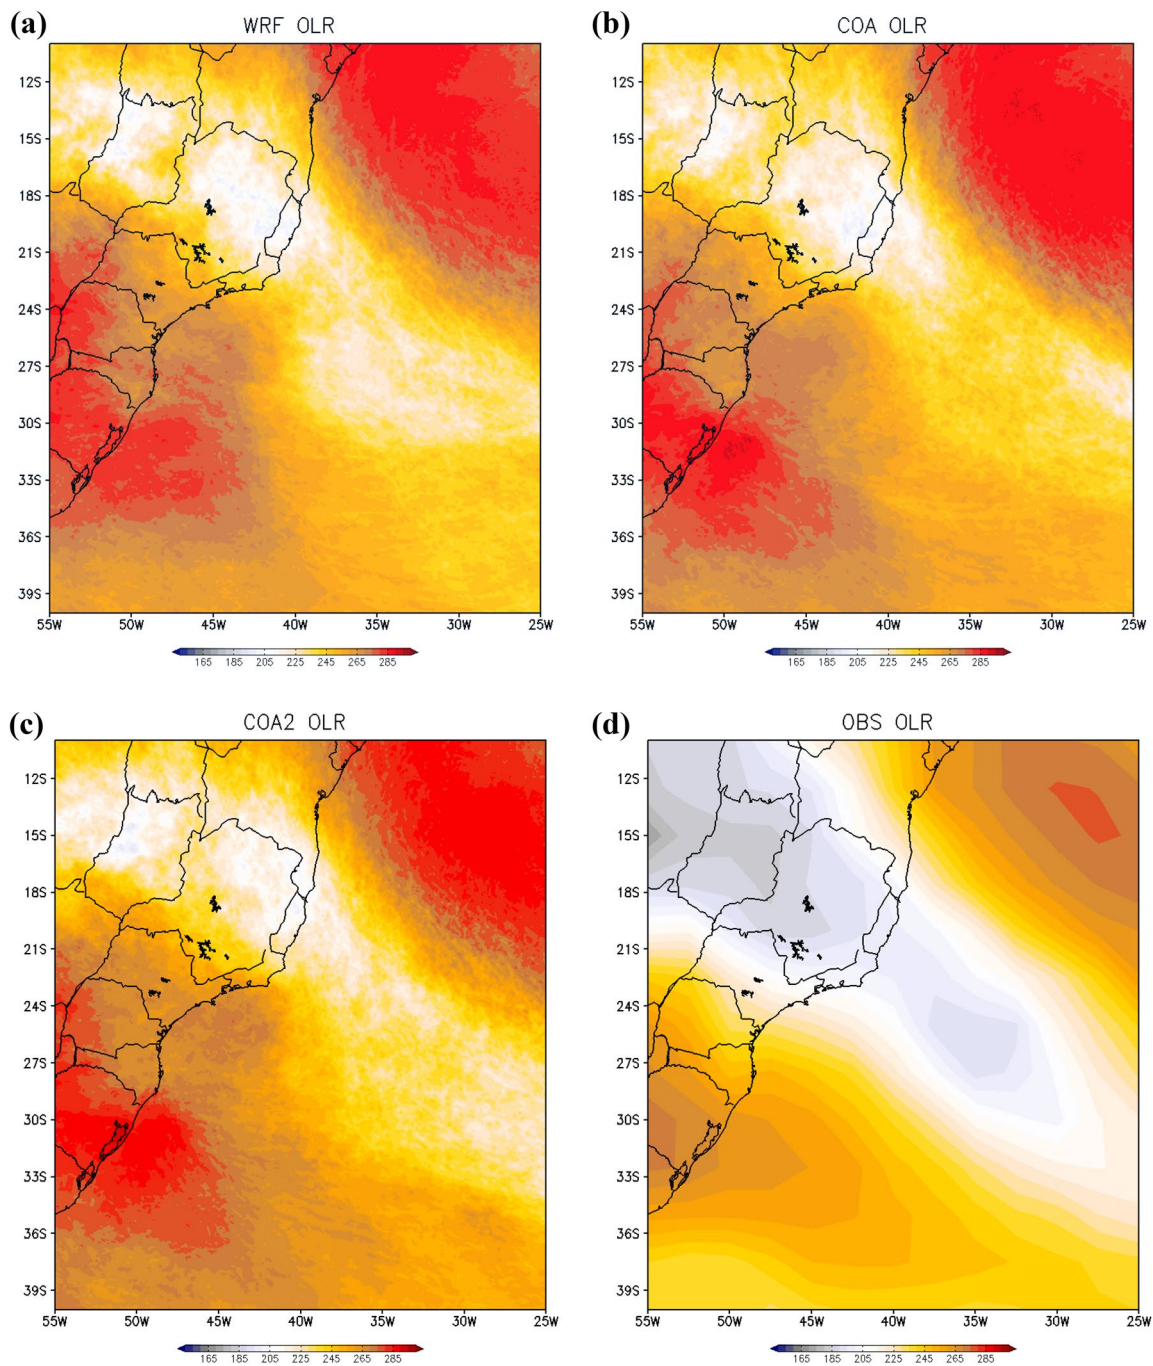 (a) WRF OLR
12S
15S
18S
21S
24S
27S
30S
33S
36S
39S
55W 50W 45W 40W 35W 30W 25W
165 185 205 225 245 265 285
(b) COA OLR
12S
15S
18S
21S
24S
27S
30S
33S
36S
39S
55W 50W 45W 40W 35W 30W 25W
165 185 205 225 245 265 285
(c) COA2 OLR
12S
15S
18S
21S
24S
27S
30S
33S
36S
39S
55W 50W 45W 40W 35W 30W 25W
165 185 205 225 245 265 285
(d) OBS OLR
12S
15S
18S
21S
24S
27S
30S
33S
36S
39S
55W 50W 45W 40W 35W 30W 25W
165 185 205 225 245 265 285